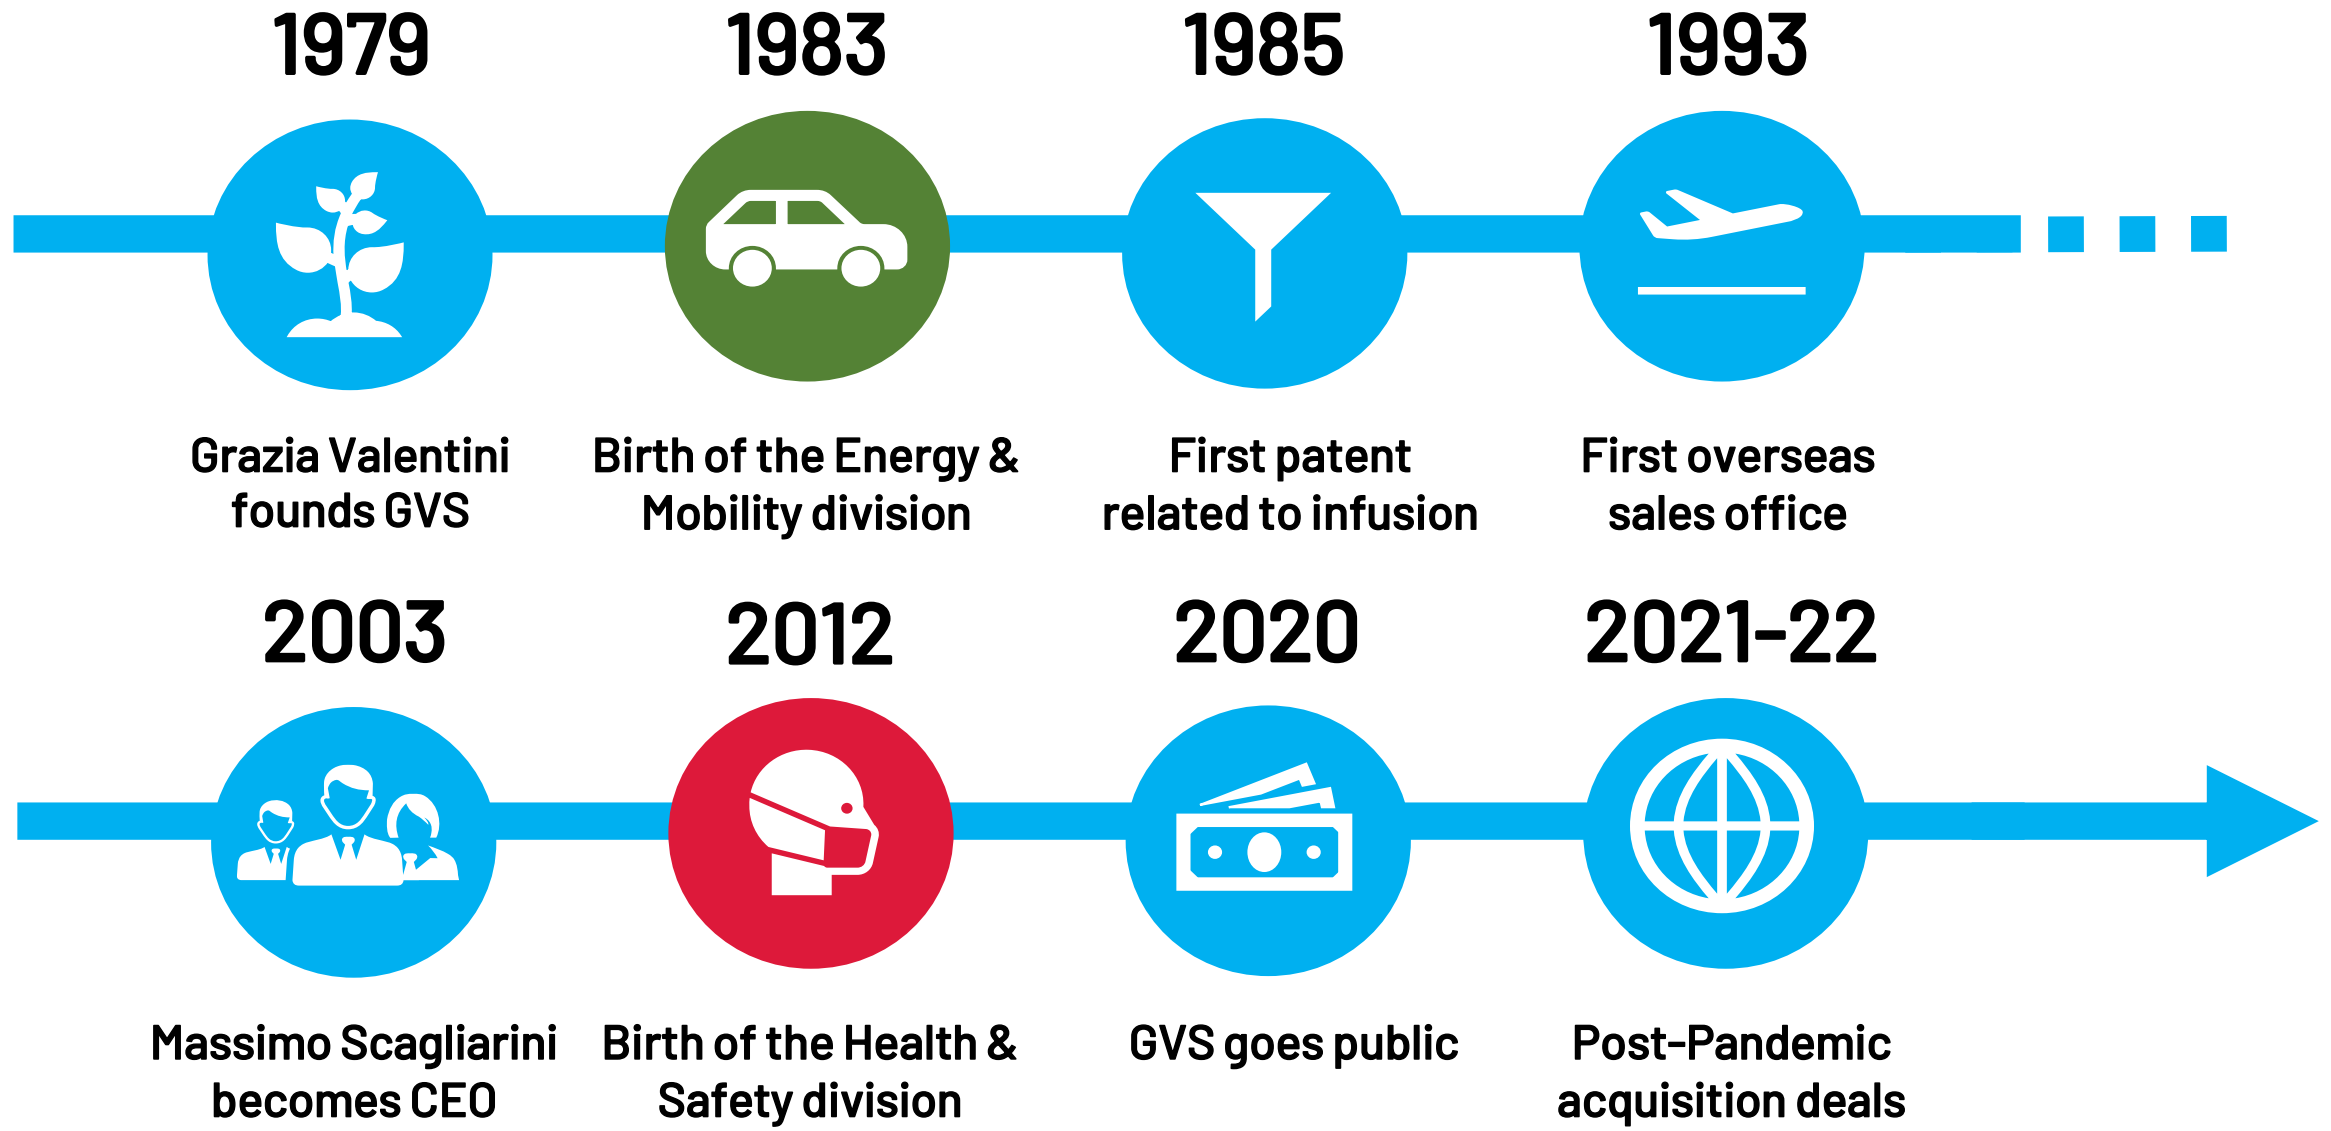 1979
1983
1985
1993
Grazia Valentini
founds GVS
Birth of the Energy &
Mobility division
First patent
related to infusion
First overseas
sales office
2003
2012
2020
2021-22
Massimo Scagliarini
becomes CEO
Birth of the Health &
Safety division
GVS goes public
Post-Pandemic
acquisition deals